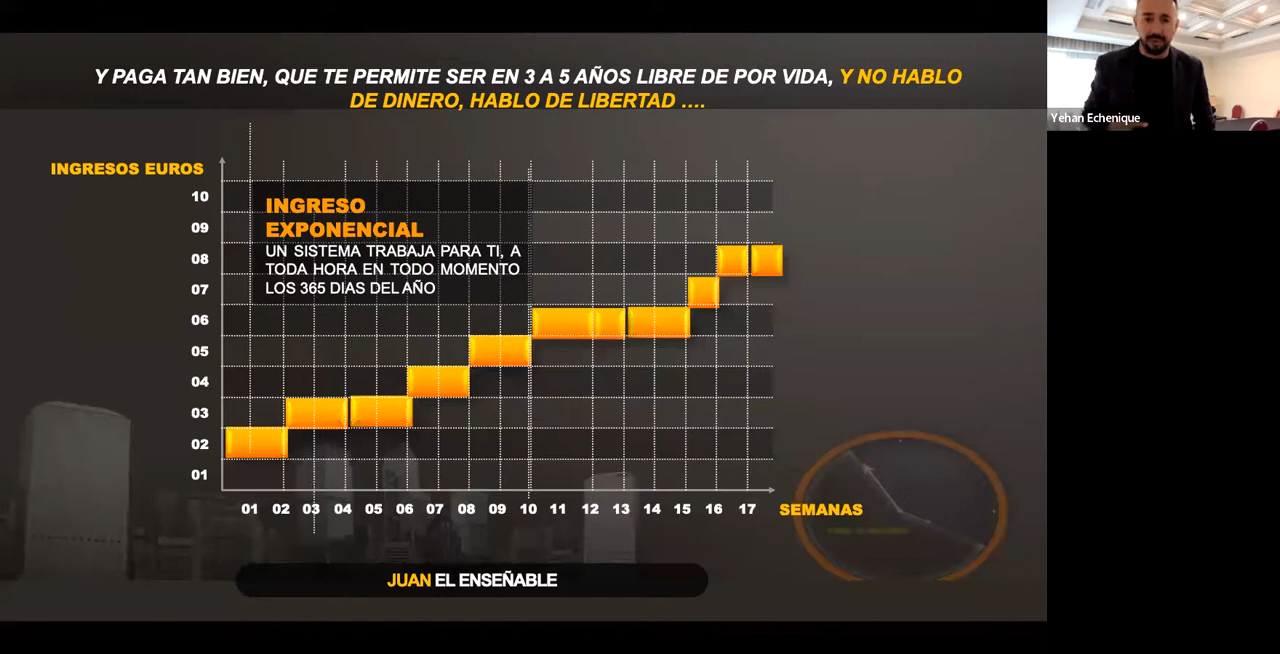 Y PAGA TAN BIEN, QUE TE PERMITE SER EN 3 A 5 AÑOS LIBRE DE POR VIDA, Y NO HABLO
DE DINERO, HABLO DE LIBERTAD ....
Yehan Echenique
INGRESOS EUROS
10
09
08
07
06
05
04
03
02
01
INGRESO
EXPONENCIAL
UN SISTEMA TRABAJA PARA TI, A
TODA HORA EN TODO MOMENTO
LOS 365 DIAS DEL AÑO
01 02 03 04 05 06 07 08 09 10 11 12 13 14 15 16 17 SEMANAS
JUAN EL ENSEÑABLE